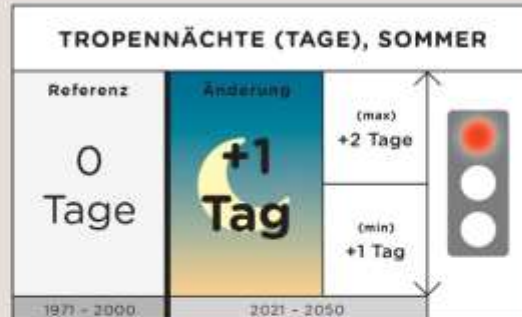 TROPENNÄCHTE (TAGE), SOMMER
Referenz
0
Tage
1971 - 2000
Änderung
+1
Tag
(max)
+2 Tage
(min)
+1 Tag
2021 - 2050